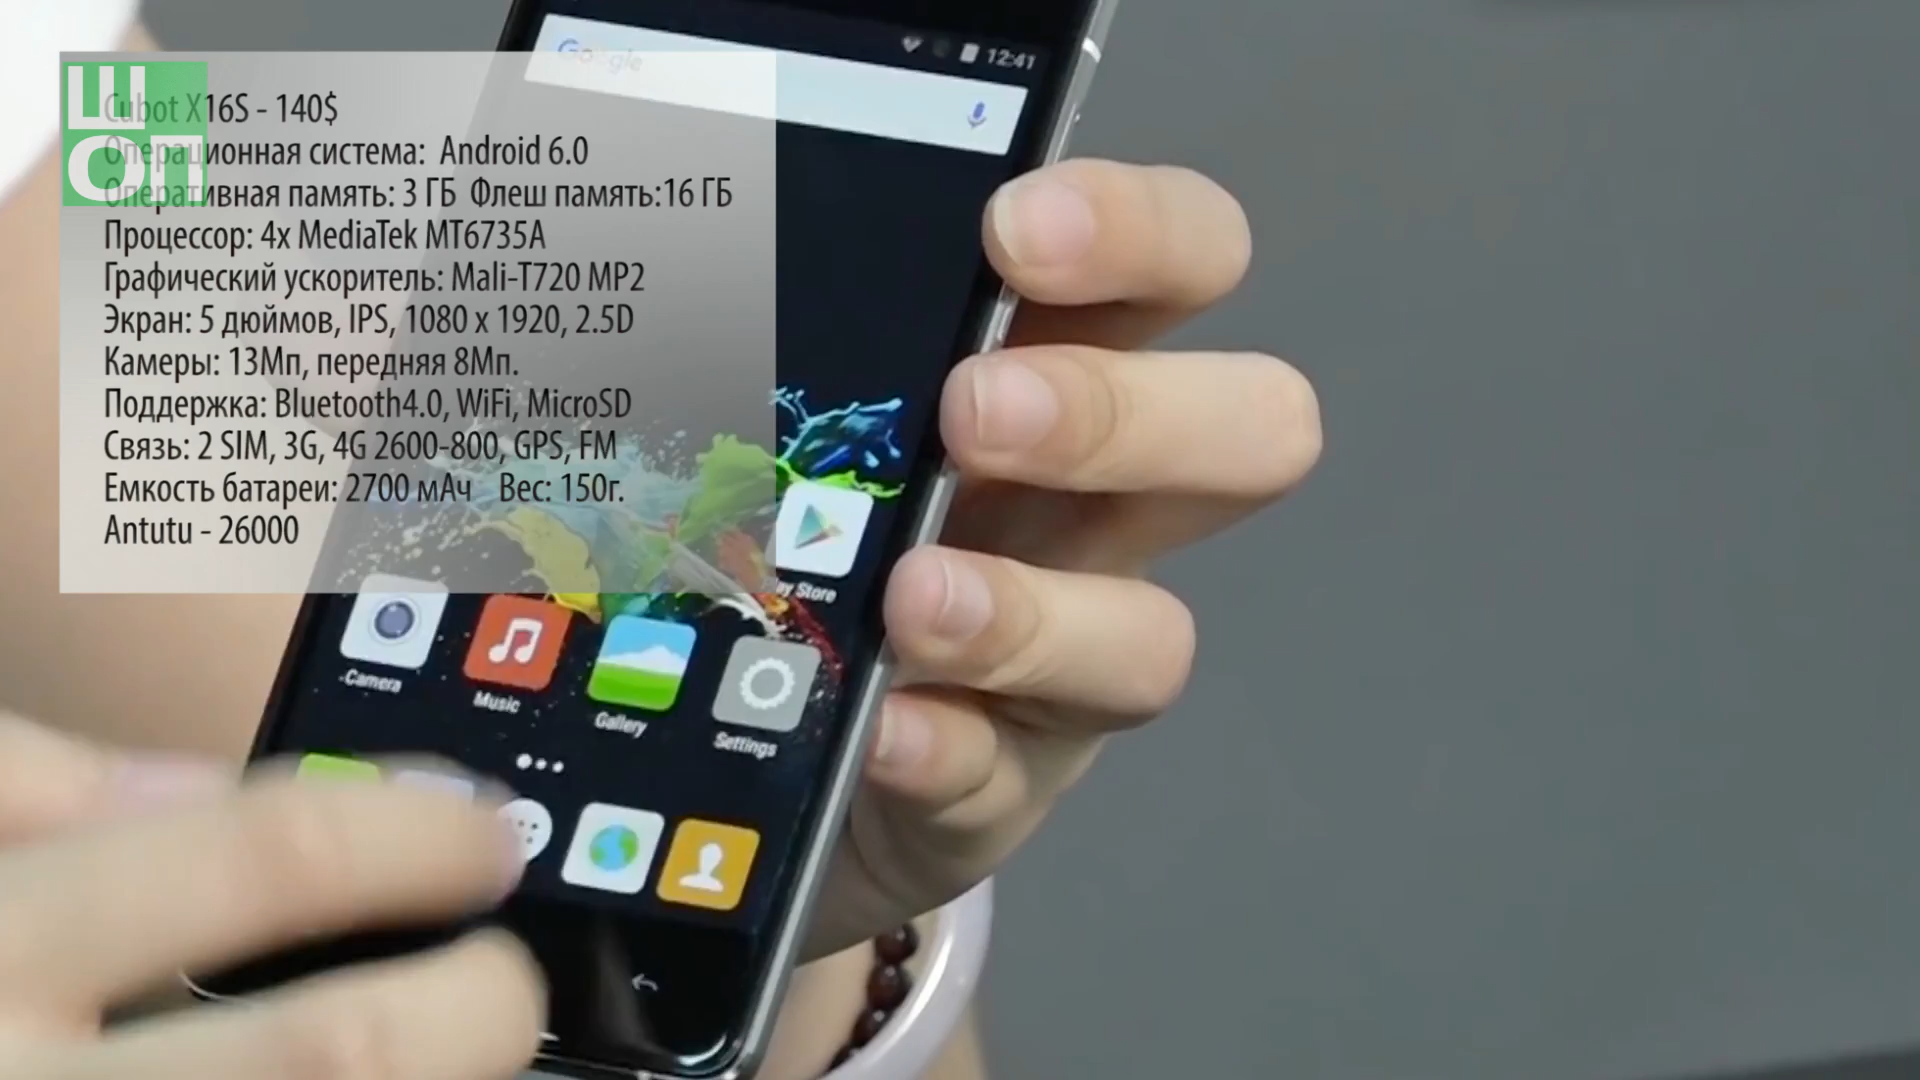 Google
12:41
Шоп
Cubot X16S - 140$
Операционная система: Android 6.0
Оперативная память: 3 ГБ Флеш память:16 ГБ
Процессор: 4x MediaTek MT6735A
Графический ускоритель: Mali-T720 MP2
Экран: 5 дюймов, IPS, 1080 x 1920, 2.5D
Камеры: 13Мп, передняя 8Мп.
Поддержка: Bluetooth4.0, WiFi, MicroSD
Связь: 2 SIM, 3G, 4G 2600-800, GPS, FM
Емкость батареи: 2700 мАч Вес: 150г.
Antutu - 26000
ay Store
Camera
Music
Gallery
Settings